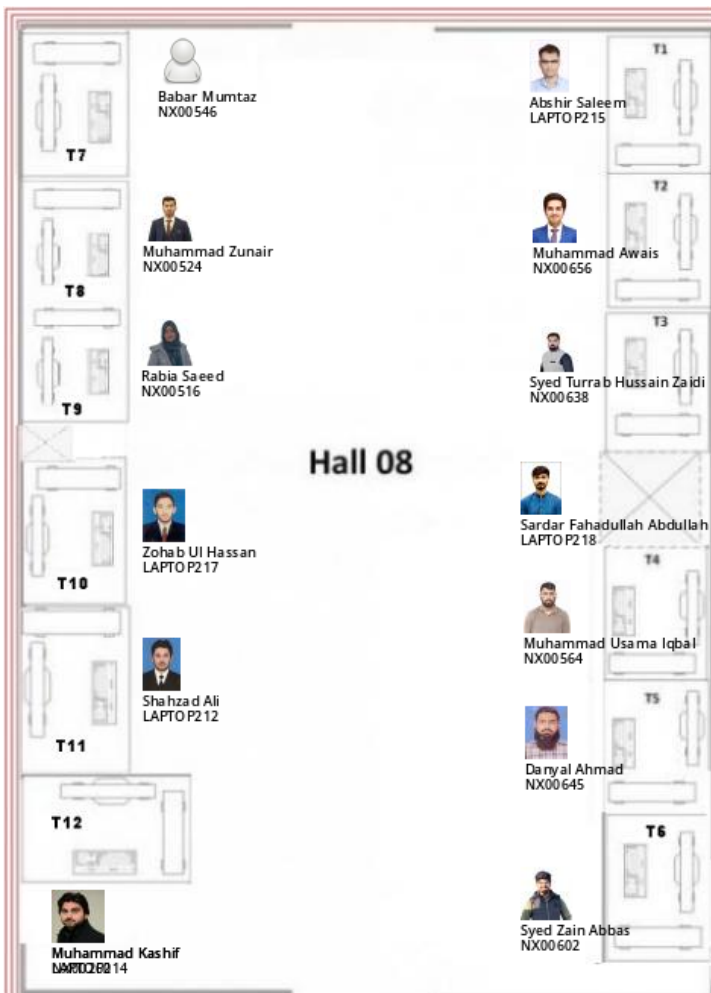 T1
Babar Mumtaz
NX00546
Abshir Saleem
LAPTOP215
T7
T2
Muhammad Zunair
NX00524
Muhammad Awais
NX00656
T8
T3
Rabia Saeed
NX00516
Syed Turrab Hussain Zaidi
NX00638
T9
Hall 08
Sardar Fahadullah Abdullah
LAPTOP218
Zohab Ul Hassan
LAPTOP217
T10
T4
Muhammad Usama Iqbal
NX00564
Shahzad Ali
LAPTOP212
T5
T11
Danyal Ahmad
NX00645
T12
T6
Syed Zain Abbas
NX00602
Muhammad Kashif